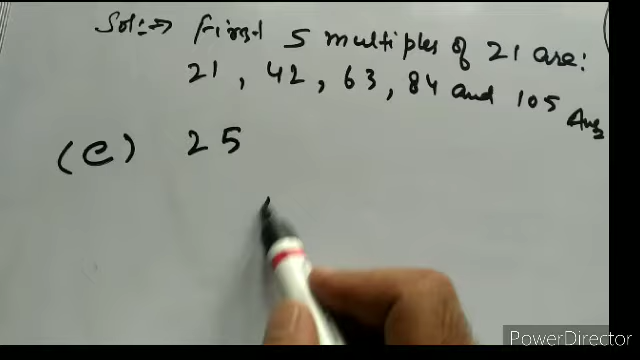 Sol:⇒ First 5 multiples of 21 are:
21, 42, 63, 84 and 105 Ans
(e) 25
PowerDirector